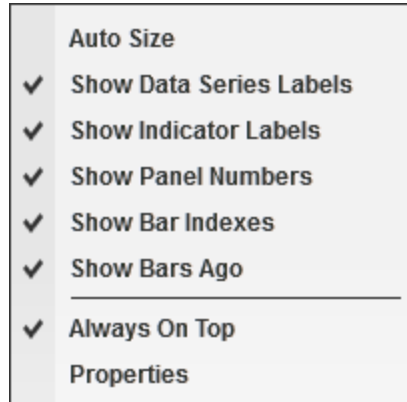 Auto Size
Show Data Series Labels
Show Indicator Labels
Show Panel Numbers
Show Bar Indexes
Show Bars Ago
Always On Top
Properties